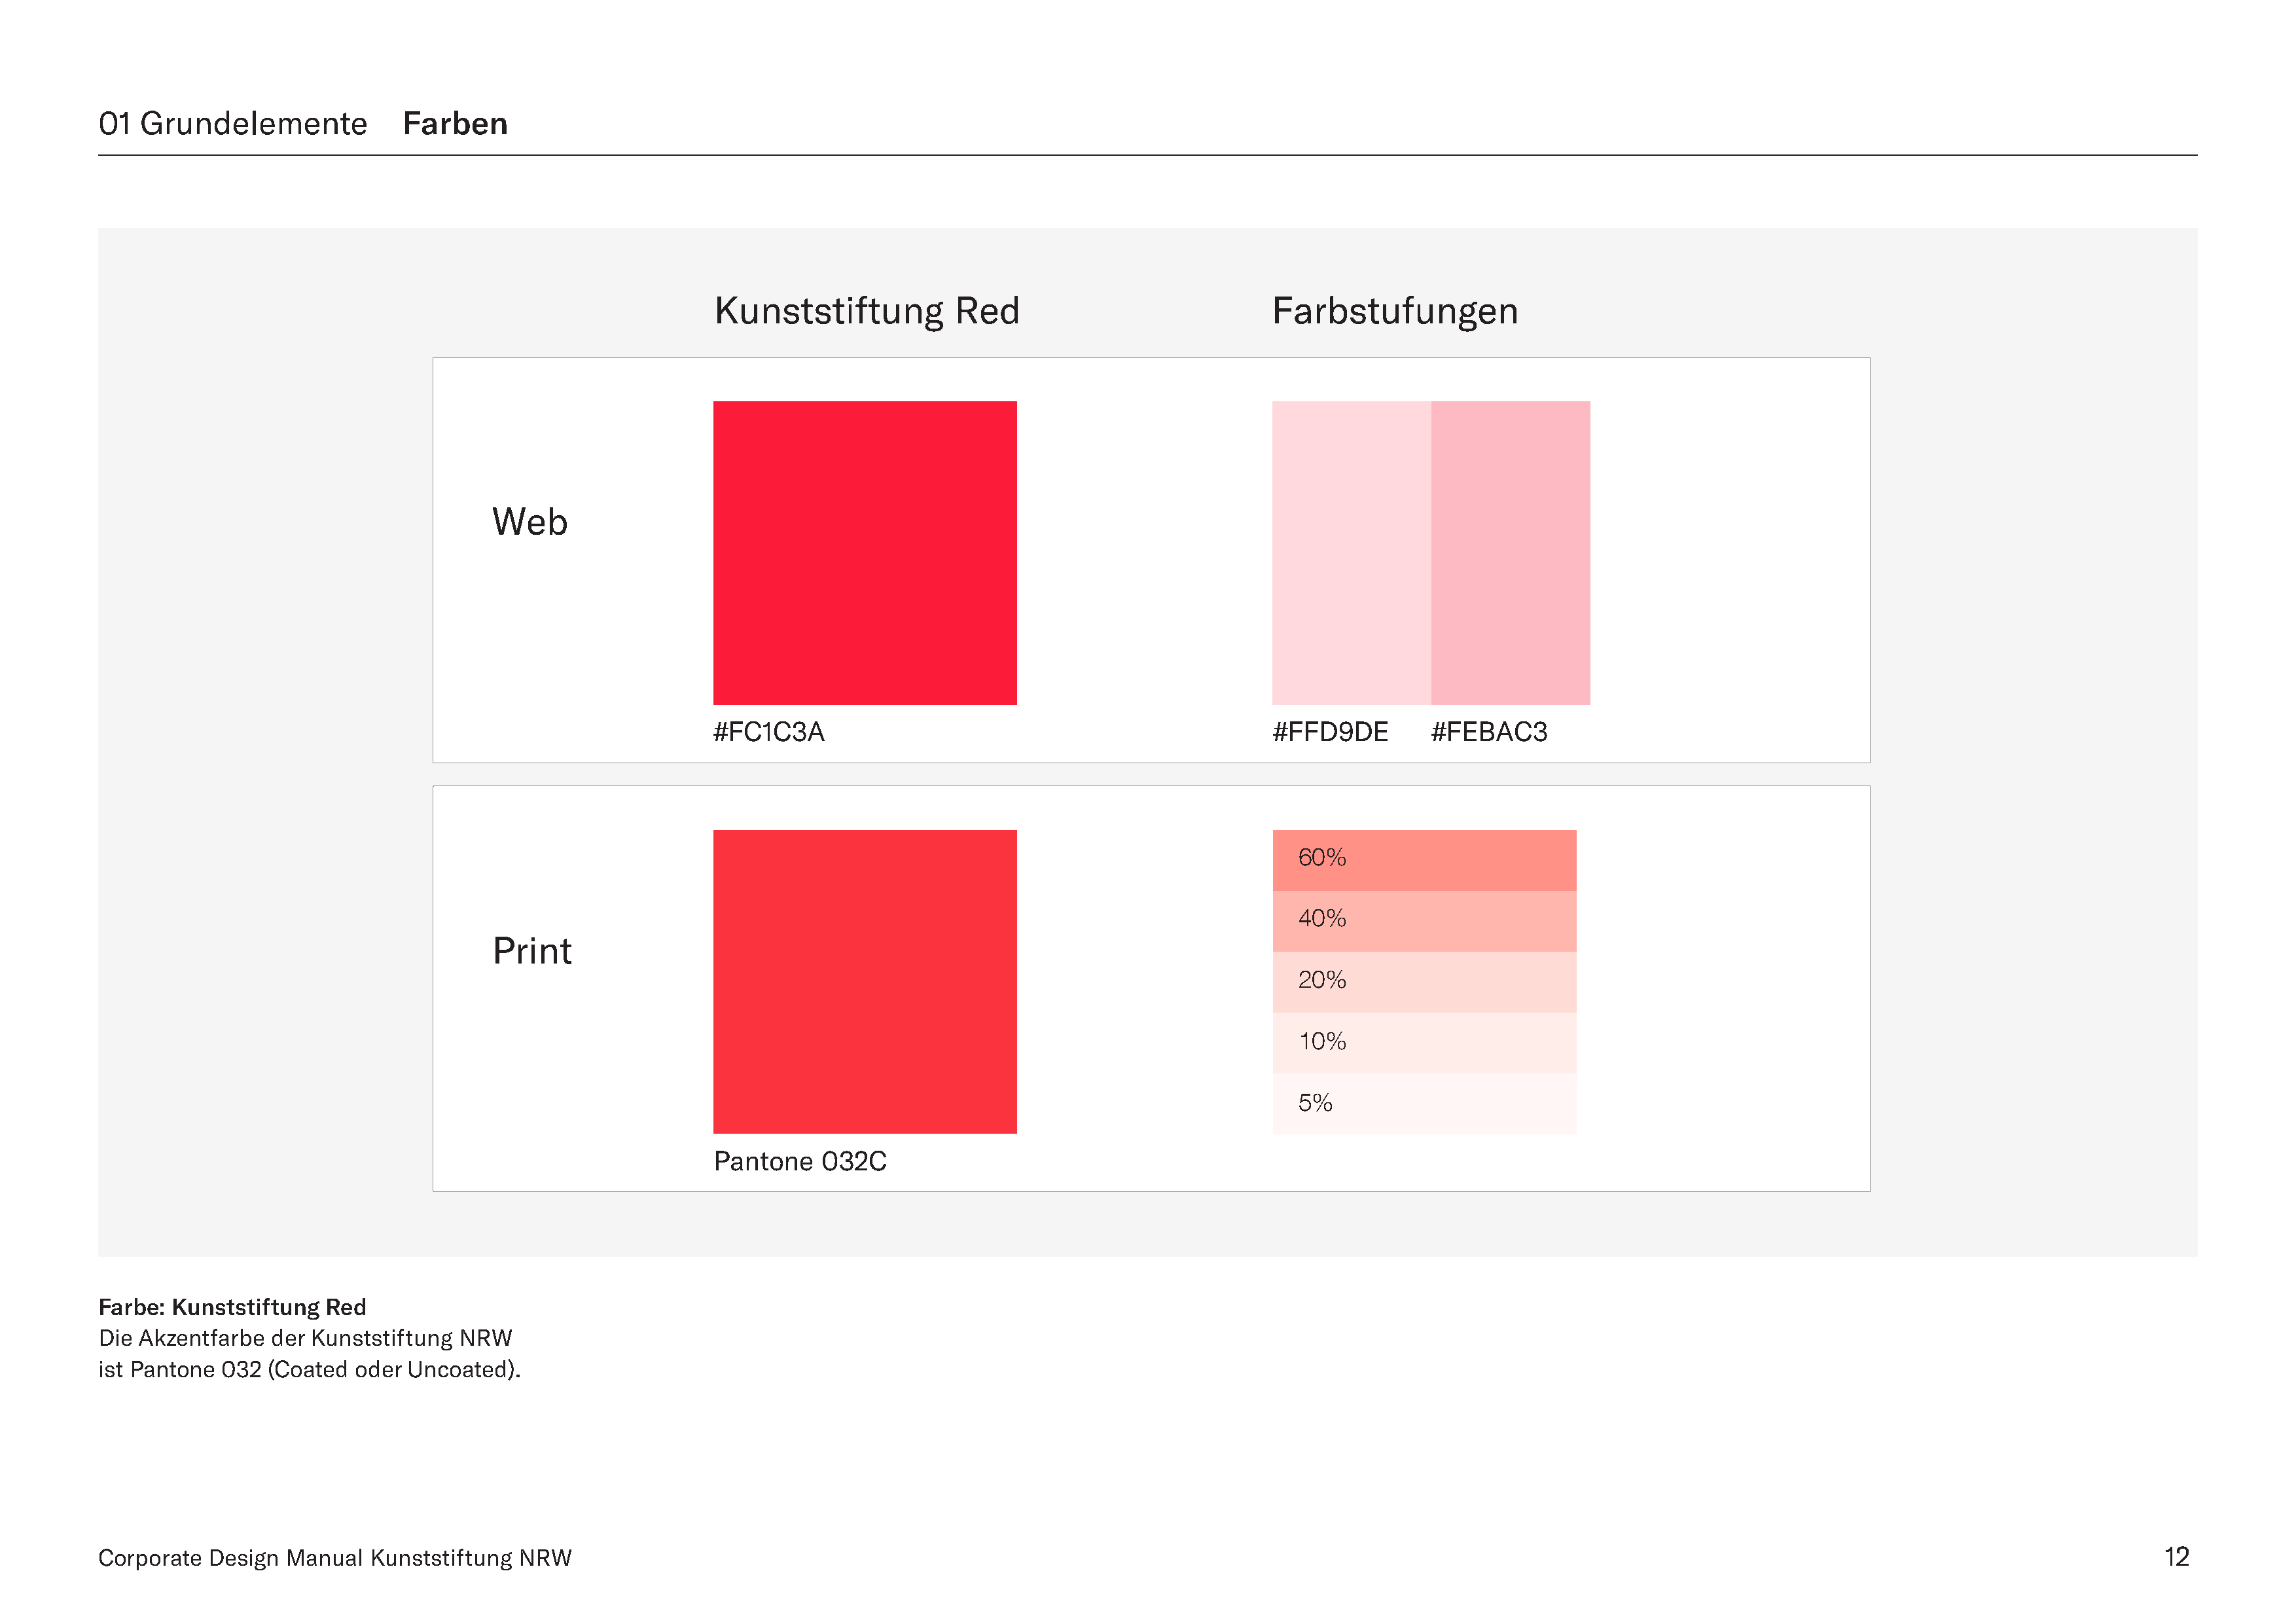 01 Grundelemente Farben
Kunststiftung Red Farbstufungen
Web
#FC1C3A #FFD9DE #FEBAC3
60%
40%
Print
20%
10%
5%
Pantone 032C
Farbe: Kunststiftung Red
Die Akzentfarbe der Kunststiftung NRW
ist Pantone 032 (Coated oder Uncoated).
Corporate Design Manual Kunststiftung NRW 12